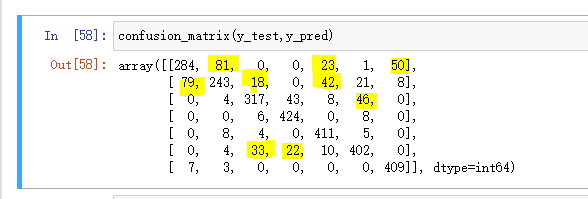 In [58]: confusion_matrix(y_test,y_pred)
Out[58]: array([[284, 81, 0, 0, 23, 1, 50],
[ 79, 243, 18, 0, 42, 21, 8],
[ 0, 4, 317, 43, 8, 46, 0],
[ 0, 0, 6, 424, 0, 8, 0],
[ 0, 8, 4, 0, 411, 5, 0],
[ 0, 4, 33, 22, 10, 402, 0],
[ 7, 3, 0, 0, 0, 0, 409]], dtype=int64)